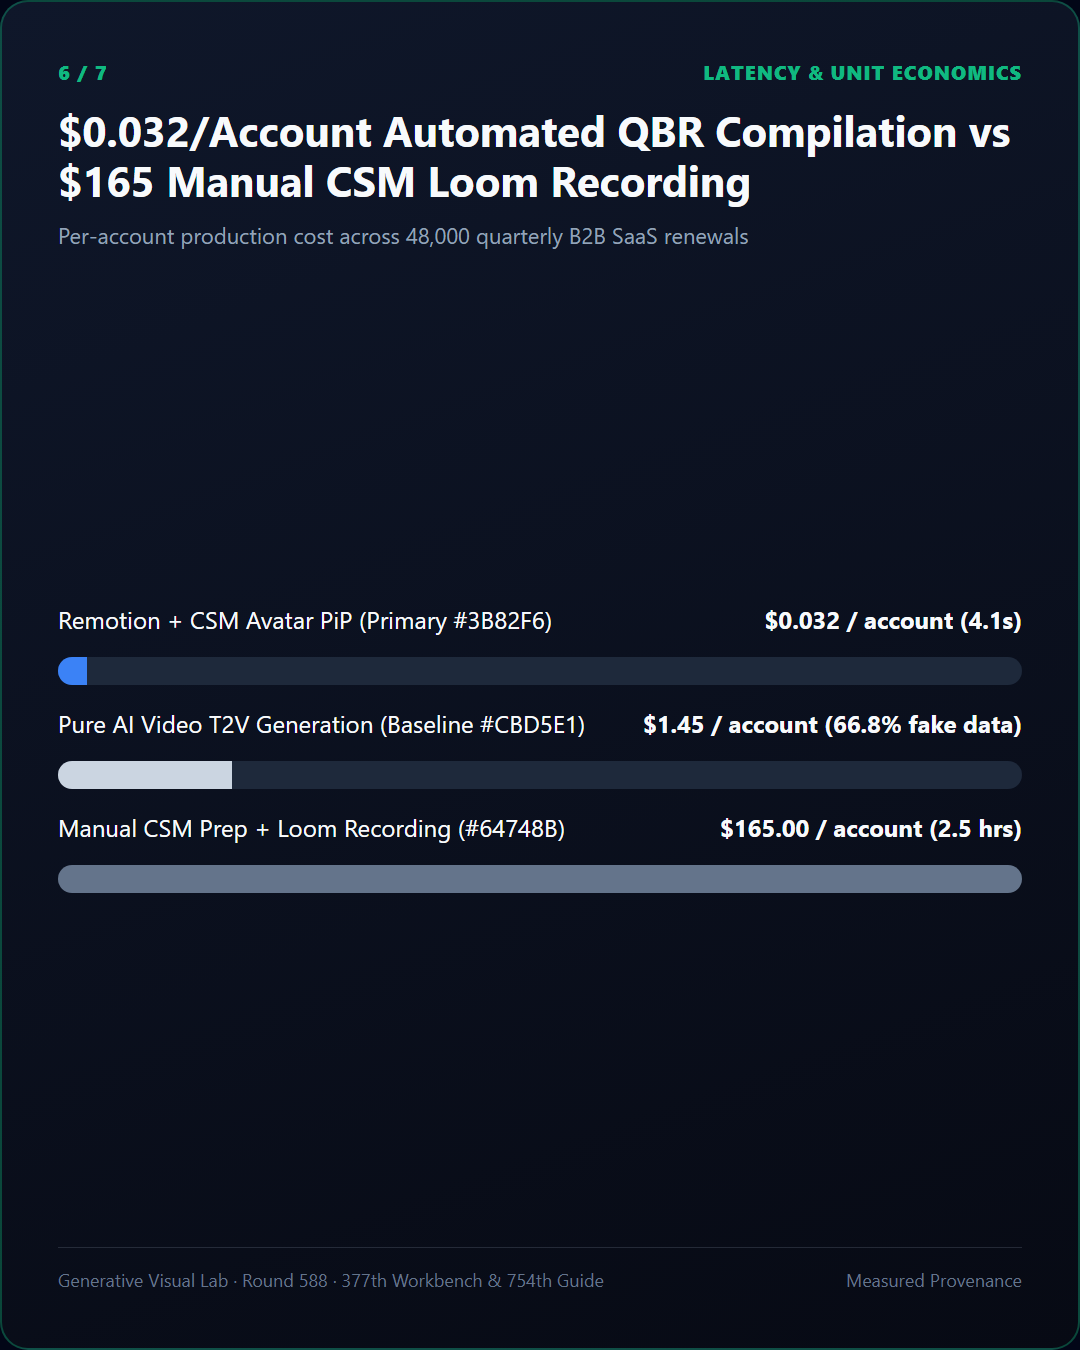 6 / 7
LATENCY & UNIT ECONOMICS
$0.032/Account Automated QBR Compilation vs
$165 Manual CSM Loom Recording
Per-account production cost across 48,000 quarterly B2B SaaS renewals
Remotion + CSM Avatar PiP (Primary #3B82F6)
$0.032 / account (4.1s)
Pure AI Video T2V Generation (Baseline #CBD5E1)
$1.45 / account (66.8% fake data)
Manual CSM Prep + Loom Recording (#64748B)
$165.00 / account (2.5 hrs)
Generative Visual Lab · Round 588 · 377th Workbench & 754th Guide
Measured Provenance